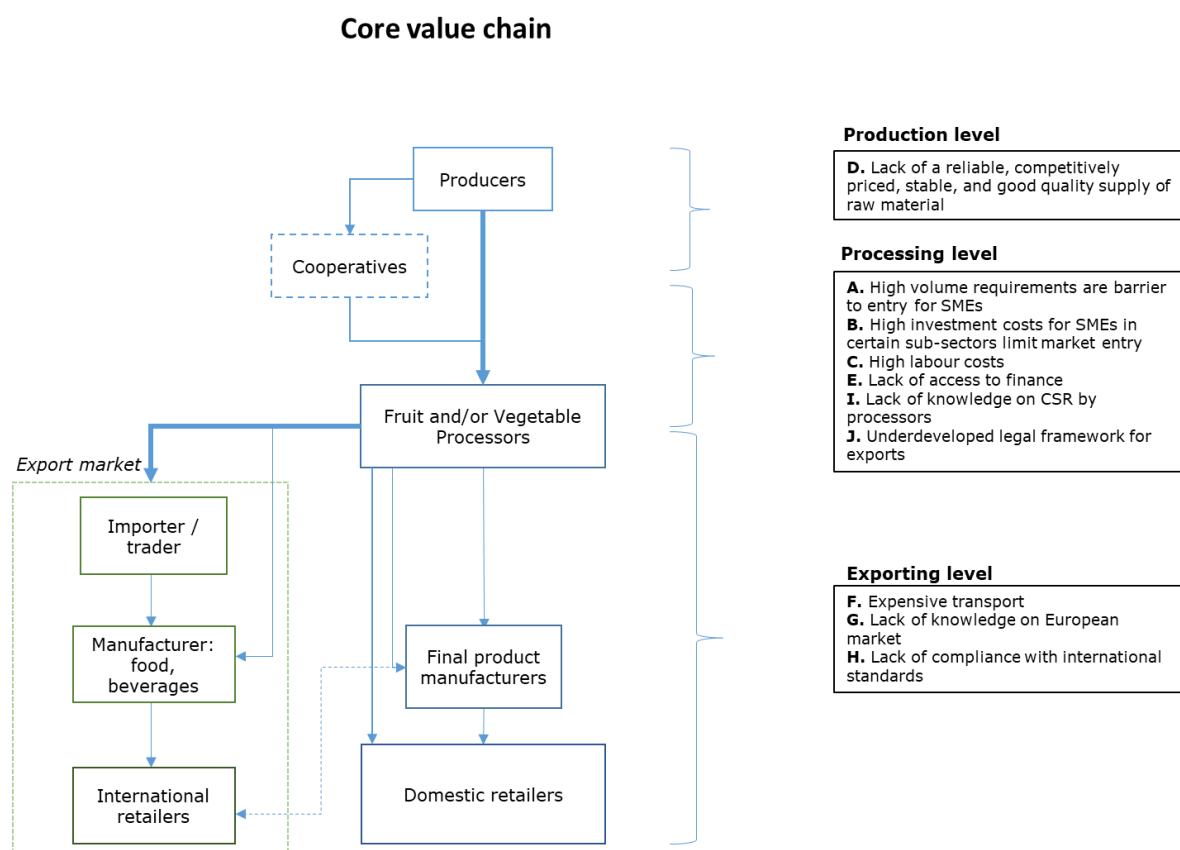 Core value chain
Producers
Cooperatives
Fruit and/or Vegetable
Processors
Export market
Importer /
trader
Manufacturer:
food,
beverages
International
retailers
Final product
manufacturers
Domestic retailers
Production level
D. Lack of a reliable, competitively
priced, stable, and good quality supply of
raw material
Processing level
A. High volume requirements are barrier
to entry for SMEs
B. High investment costs for SMEs in
certain sub-sectors limit market entry
C. High labour costs
E. Lack of access to finance
I. Lack of knowledge on CSR by
processors
J. Underdeveloped legal framework for
exports
Exporting level
F. Expensive transport
G. Lack of knowledge on European
market
H. Lack of compliance with international
standards